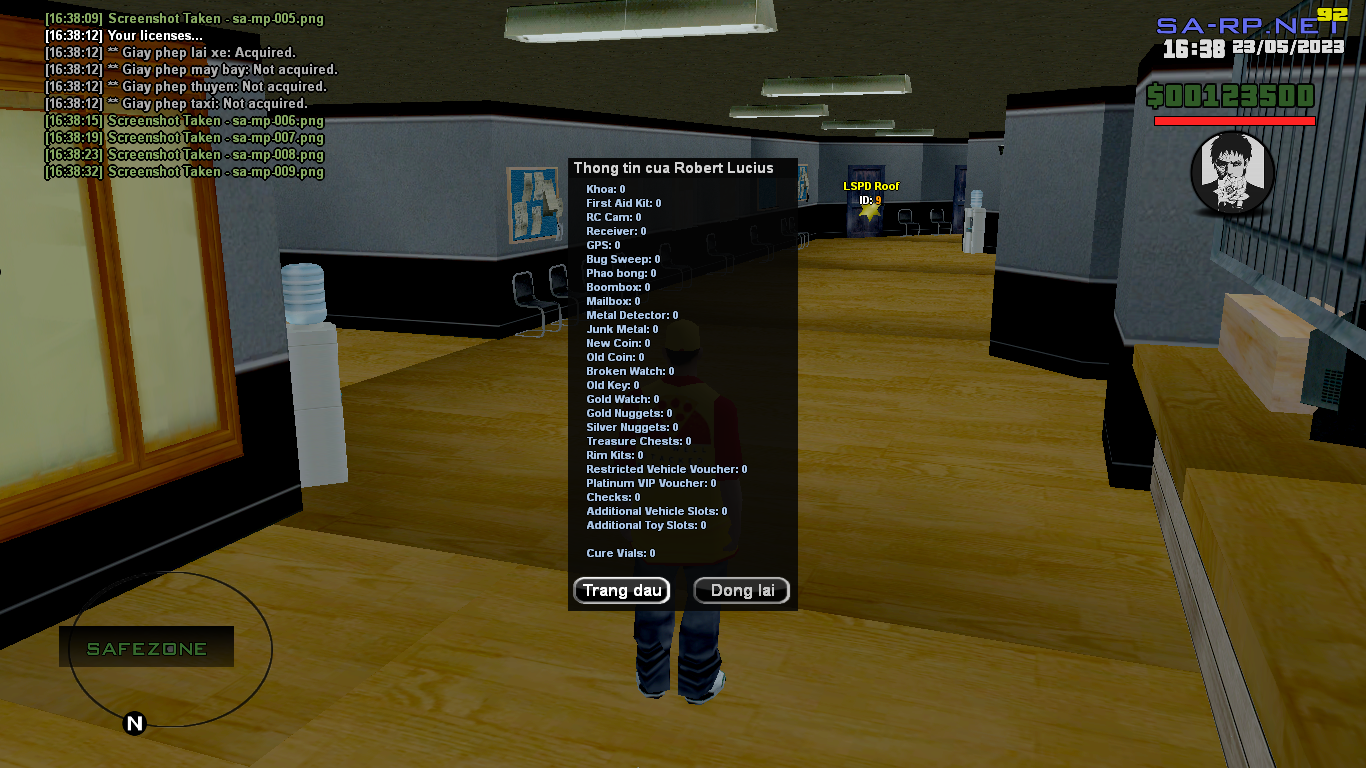 [16:38:09] Screenshot Taken - sa-mp-005.png
[16:38:12] Your licenses...
[16:38:12] ** Giay phep lai xe: Acquired.
[16:38:12] ** Giay phep may bay: Not acquired.
[16:38:12] ** Giay phep thuyen: Not acquired.
[16:38:12] ** Giay phep taxi: Not acquired.
[16:38:15] Screenshot Taken - sa-mp-006.png
[16:38:19] Screenshot Taken - sa-mp-007.png
[16:38:23] Screenshot Taken - sa-mp-008.png
[16:38:32] Screenshot Taken - sa-mp-009.png
92
SA-RP.NET
16:38 23/05/2023
$00123500
LSPD Roof
ID: 9
Thong tin cua Robert Lucius
Khoa: 0
First Aid Kit: 0
RC Cam: 0
Receiver: 0
GPS: 0
Bug Sweep: 0
Phao bong: 0
Boombox: 0
Mailbox: 0
Metal Detector: 0
Junk Metal: 0
New Coin: 0
Old Coin: 0
Broken Watch: 0
Old Key: 0
Gold Watch: 0
Gold Nuggets: 0
Silver Nuggets: 0
Treasure Chests: 0
Rim Kits: 0
Restricted Vehicle Voucher: 0
Platinum VIP Voucher: 0
Checks: 0
Additional Vehicle Slots: 0
Additional Toy Slots: 0
Cure Vials: 0
Trang dau
Dong lai
SAFEZONE
N